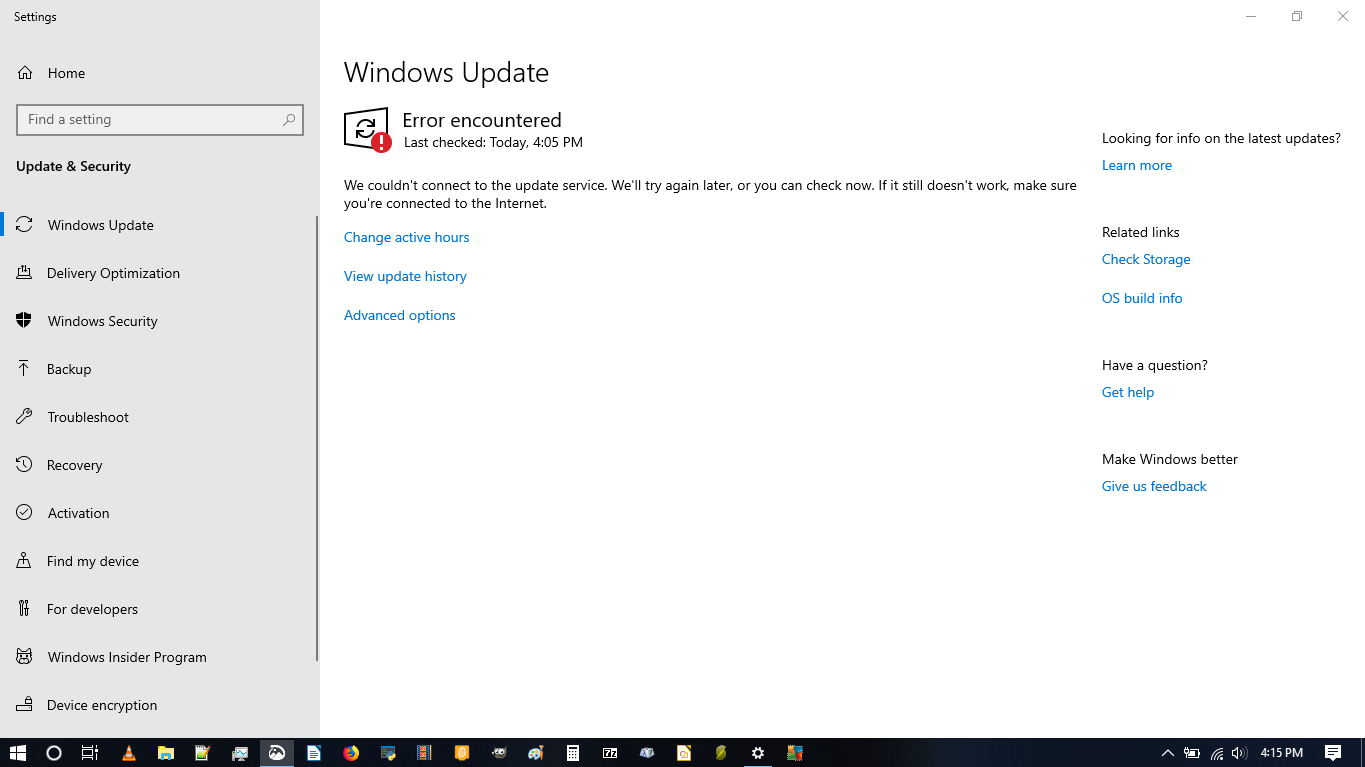 Settings
Home
Find a setting
Update & Security
Windows Update
Delivery Optimization
Windows Security
Backup
Troubleshoot
Recovery
Activation
Find my device
For developers
Windows Insider Program
Device encryption
Windows Update
Error encountered
Last checked: Today, 4:05 PM
We couldn't connect to the update service. We'll try again later, or you can check now. If it still doesn't work, make sure
you're connected to the Internet.
Change active hours
View update history
Advanced options
Looking for info on the latest updates?
Learn more
Related links
Check Storage
OS build info
Have a question?
Get help
Make Windows better
Give us feedback
4:15 PM